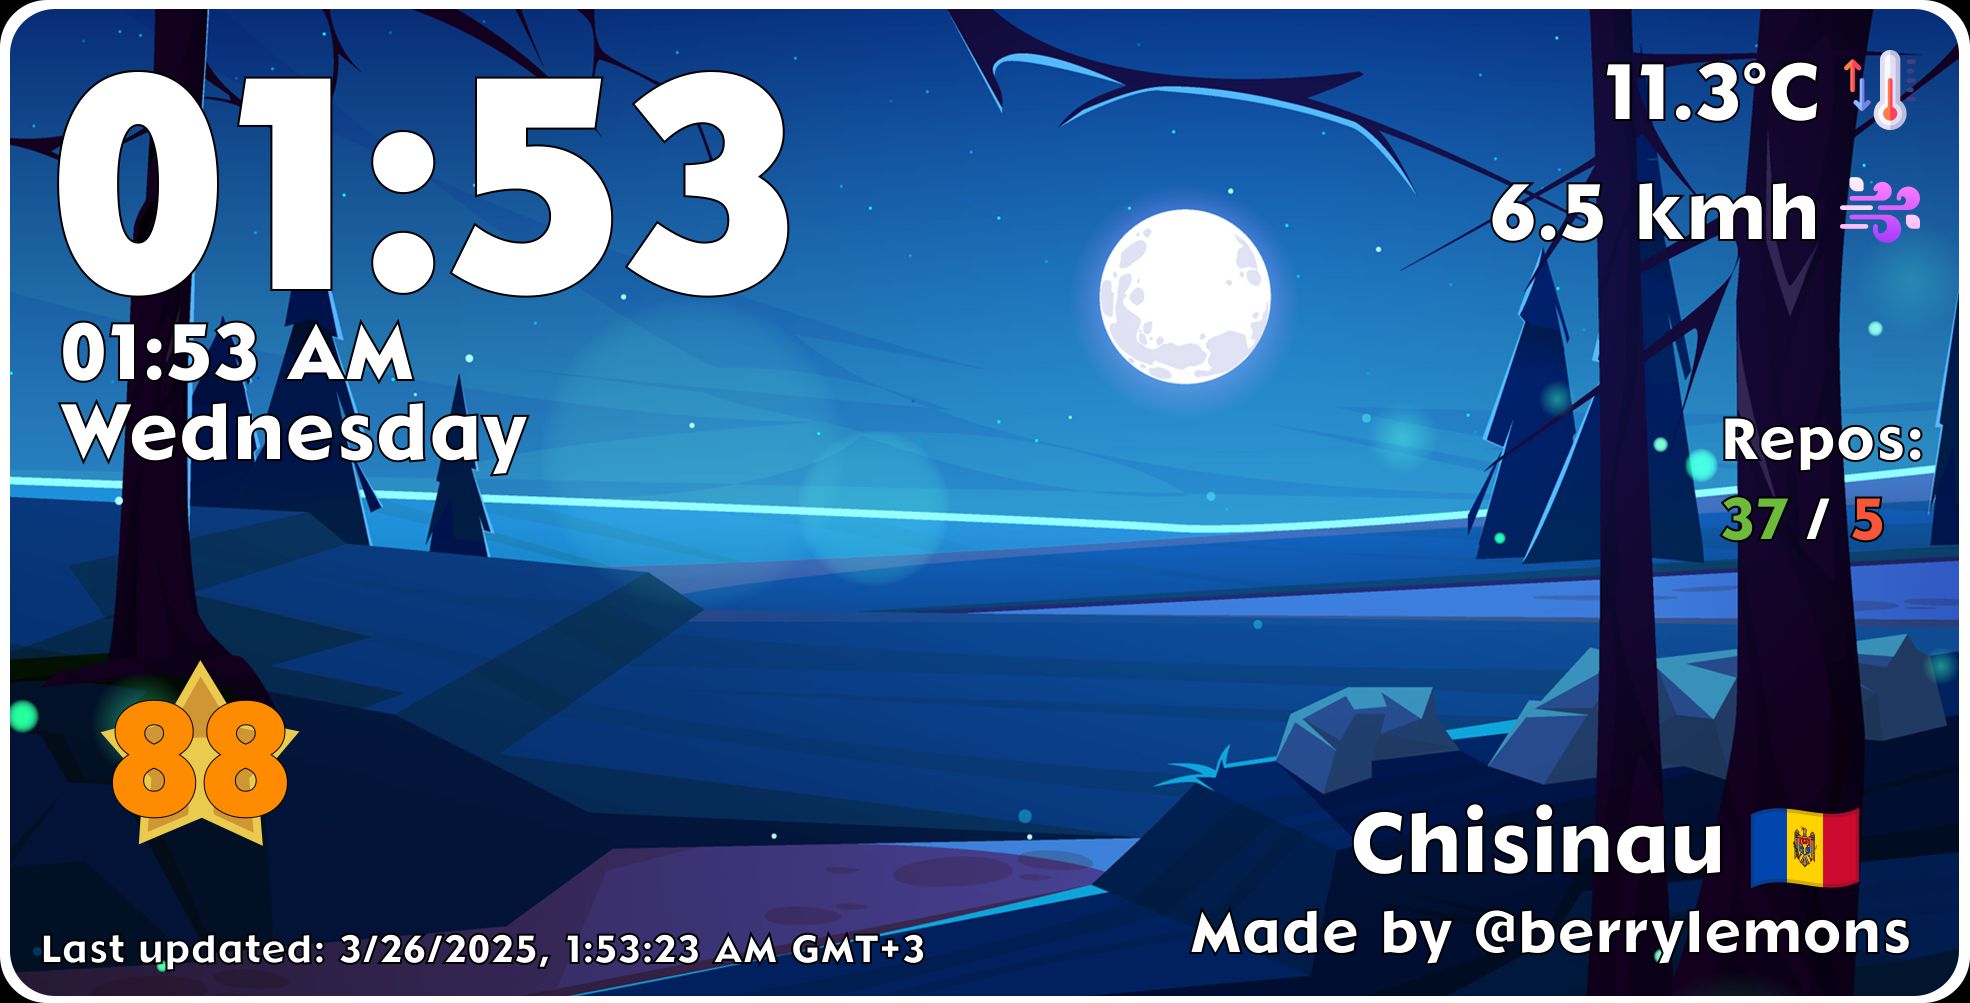 01:53
01:53 AM
Wednesday
11.3°C
6.5 kmh
Repos:
37 / 5
88
Chisinau
Made by @berrylemons
Last updated: 3/26/2025, 1:53:23 AM GMT+3